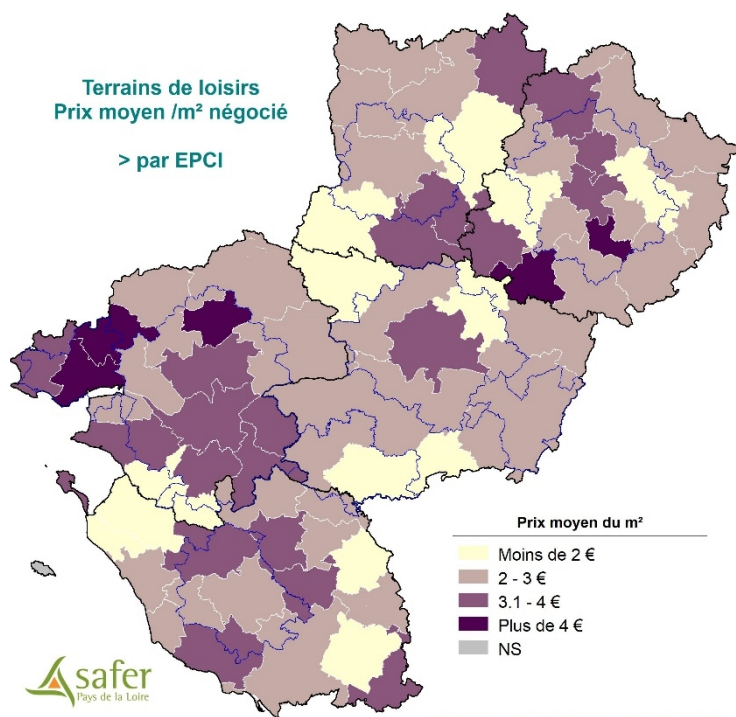 Terrains de loisirs
Prix moyen /m² négocié
> par EPCI
Prix moyen du m²
Moins de 2 €
2 - 3 €
3.1 - 4 €
Plus de 4 €
NS
safer
Pays de la Loire